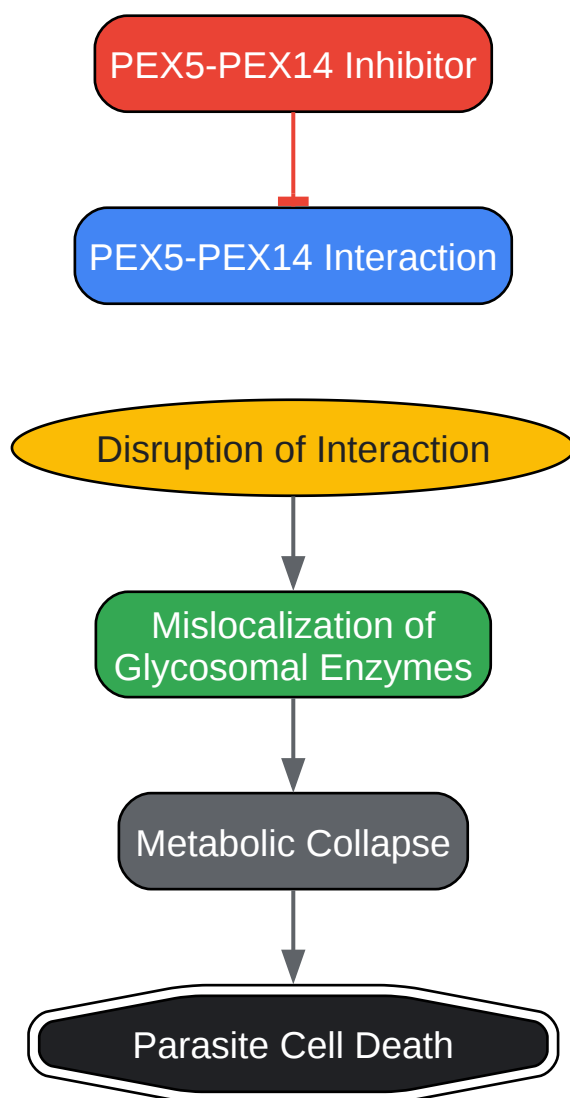 PEX5-PEX14 Inhibitor
PEX5-PEX14 Interaction
Disruption of Interaction
Mislocalization of
Glycosomal Enzymes
Metabolic Collapse
Parasite Cell Death